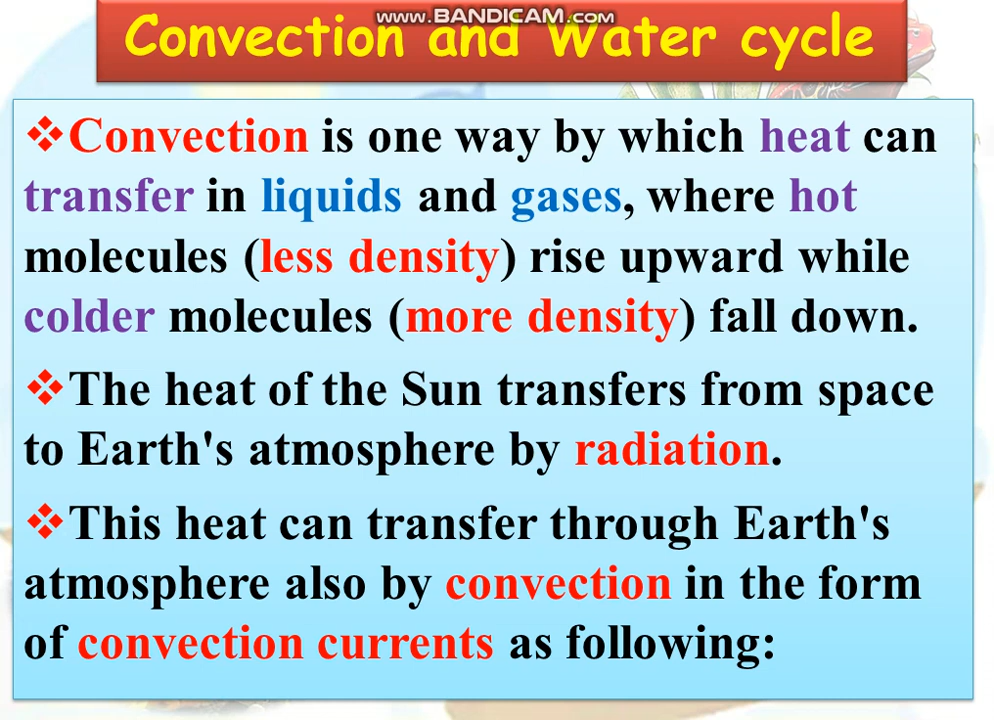 www.BANDICAM.com
Convection and Water cycle
❖Convection is one way by which heat can
transfer in liquids and gases, where hot
molecules (less density) rise upward while
colder molecules (more density) fall down.
❖The heat of the Sun transfers from space
to Earth's atmosphere by radiation.
❖This heat can transfer through Earth's
atmosphere also by convection in the form
of convection currents as following: